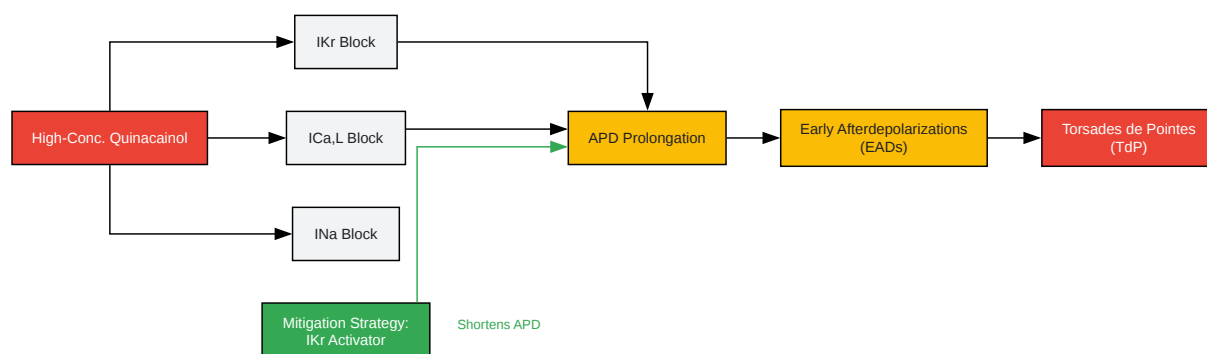 IKr Block
High-Conc. Quinacainol
ICa,L Block
APD Prolongation
Early Afterdepolarizations
(EADs)
Torsades de Pointes
(TdP)
INa Block
Mitigation Strategy:
IKr Activator
Shortens APD